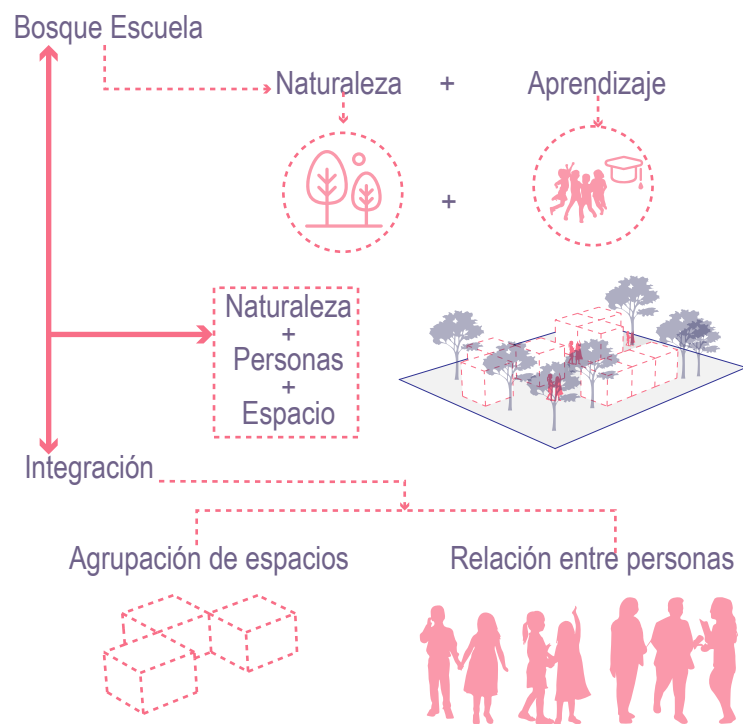 Bosque Escuela
Naturaleza + Aprendizaje
+
Naturaleza
+
Personas
+
Espacio
Integración
Agrupación de espacios
Relación entre personas